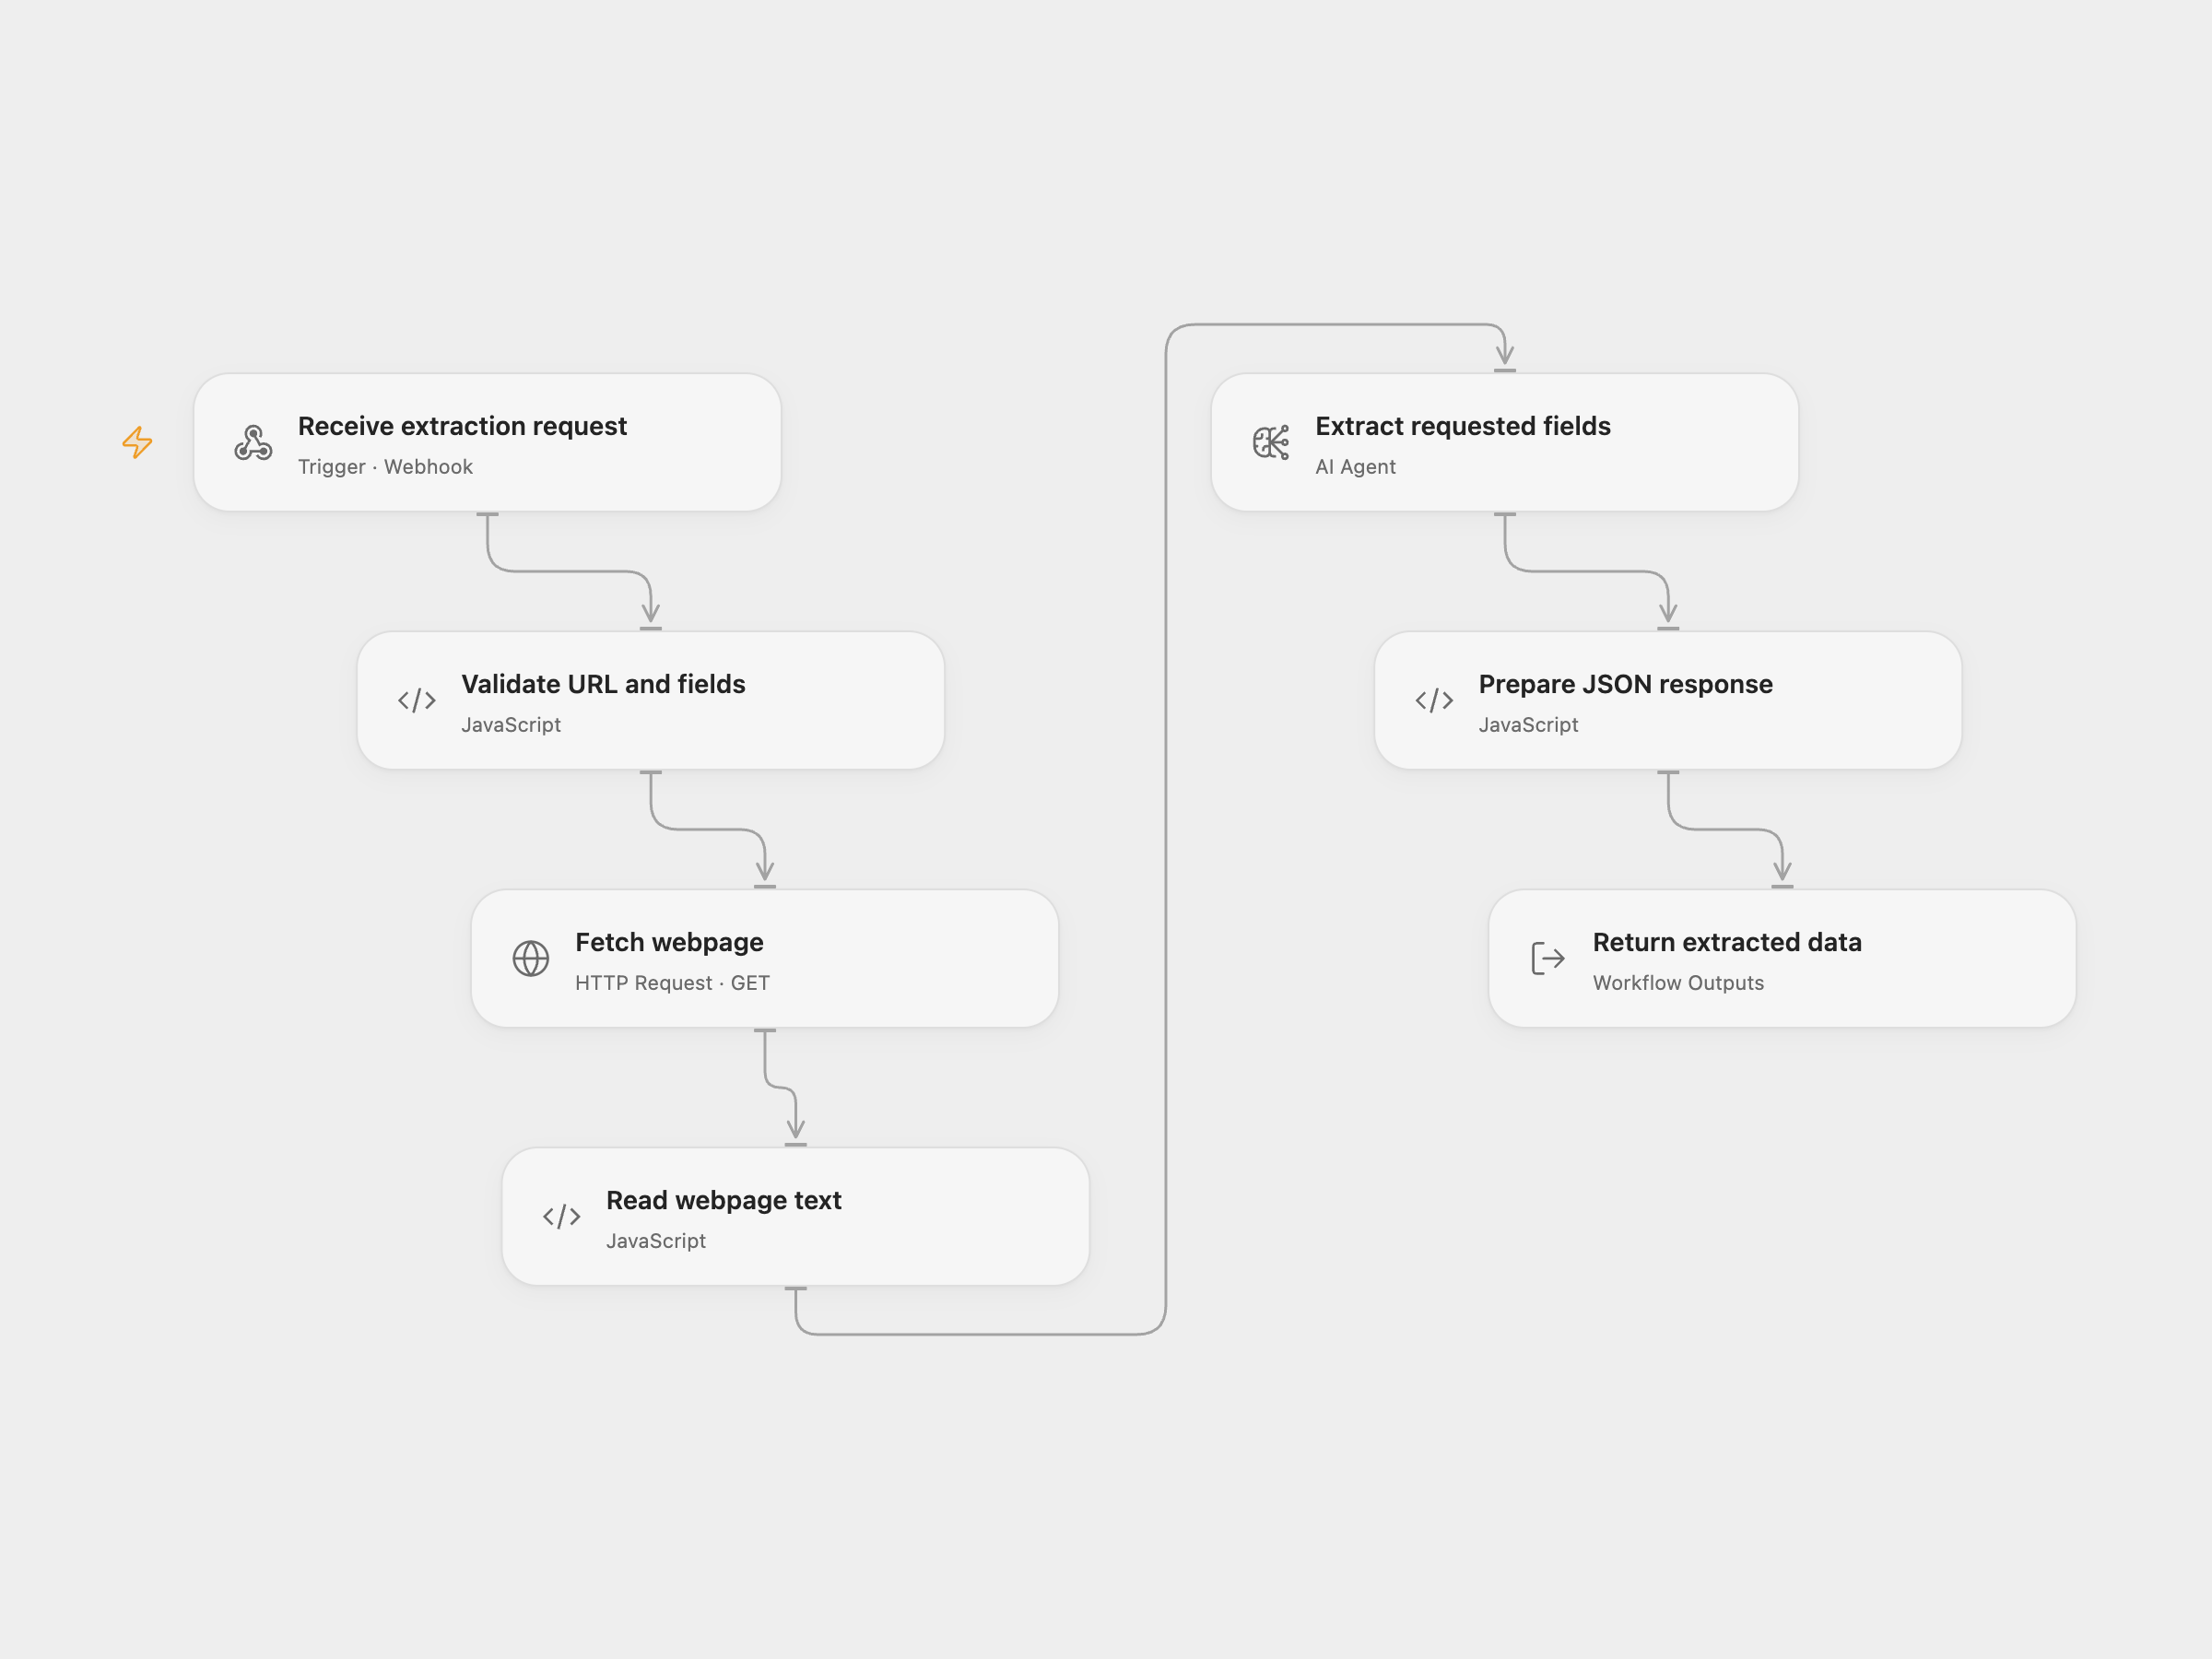 Receive extraction request
Trigger · Webhook
Validate URL and fields
JavaScript
Fetch webpage
HTTP Request · GET
Read webpage text
JavaScript
Extract requested fields
AI Agent
Prepare JSON response
JavaScript
Return extracted data
Workflow Outputs